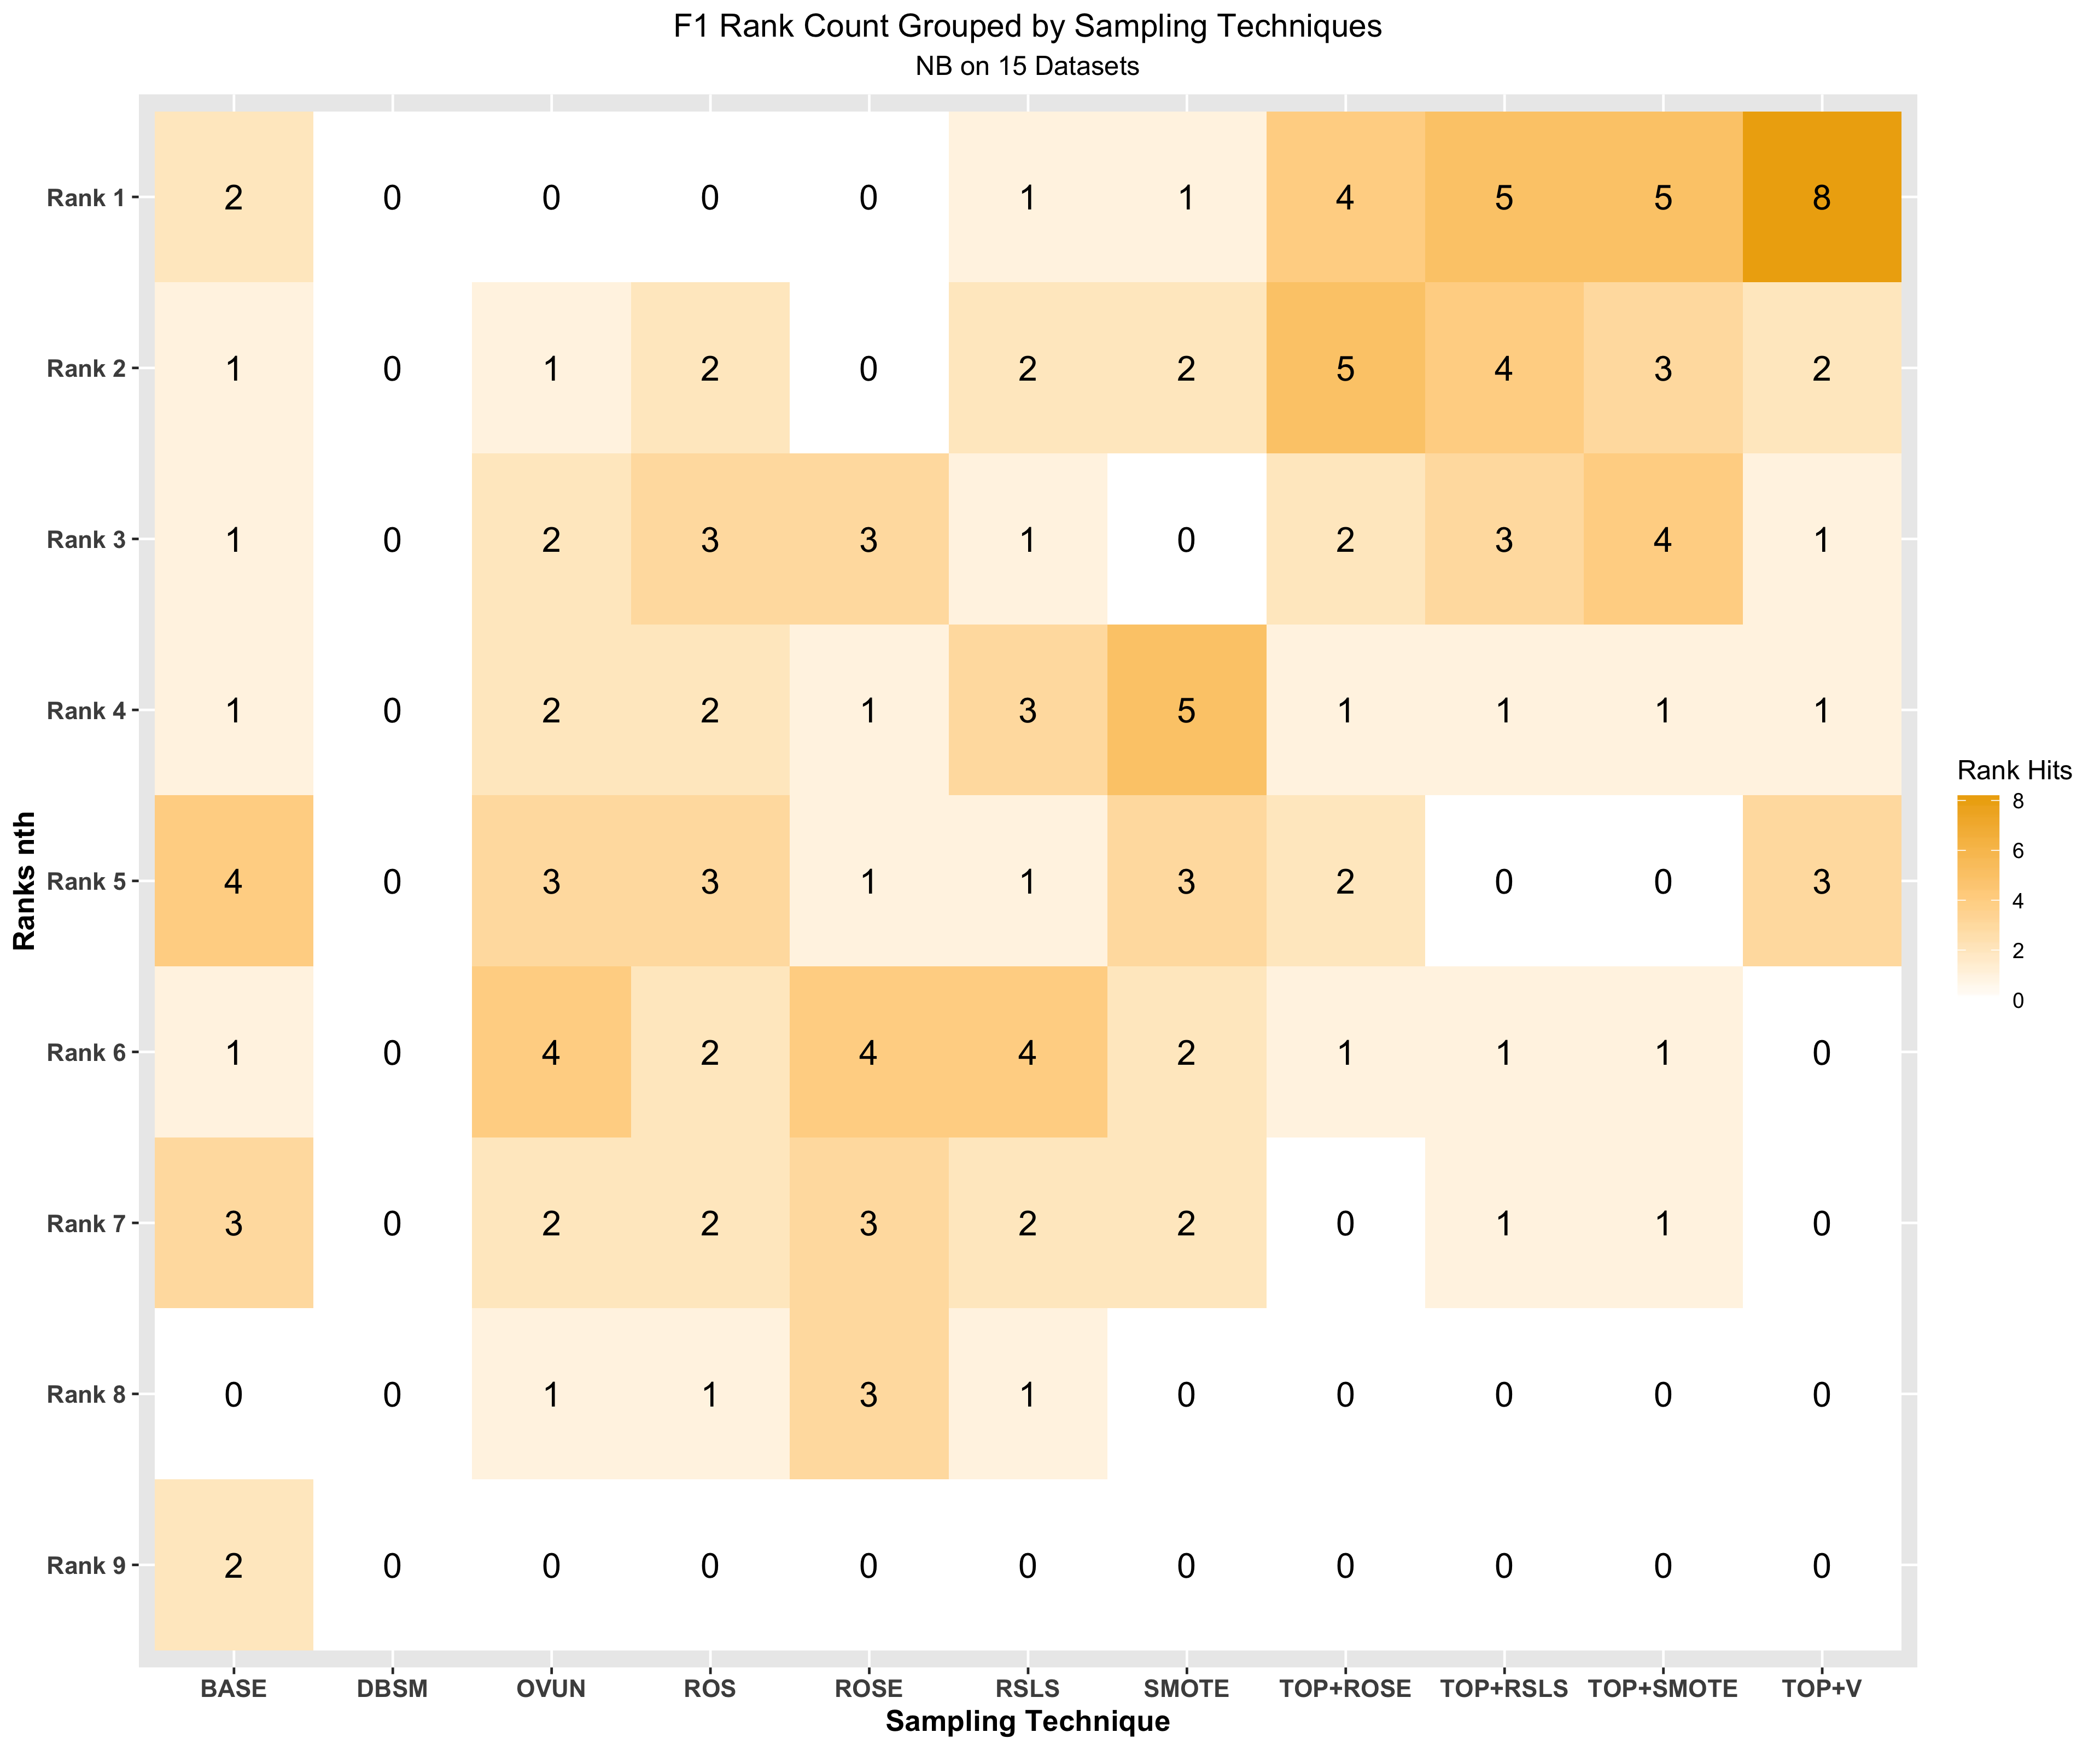 F1 Rank Count Grouped by Sampling Techniques
NB on 15 Datasets
Rank 1 2 0 0 0 0 1 1 4 5 5 8
Rank 2 1 0 1 2 0 2 2 5 4 3 2
Rank 3 1 0 2 3 3 1 0 2 3 4 1
Rank 4 1 0 2 2 1 3 5 1 1 1 1
Rank 5 4 0 3 3 1 1 3 2 0 0 3
Rank 6 1 0 4 2 4 4 2 1 1 1 0
Rank 7 3 0 2 2 3 2 2 0 1 1 0
Rank 8 0 0 1 1 3 1 0 0 0 0 0
Rank 9 2 0 0 0 0 0 0 0 0 0 0
BASE DBSM OVUN ROS ROSE RSLS SMOTE TOP+ROSE TOP+RSLS TOP+SMOTE TOP+V
Sampling Technique
Ranks nth
Rank Hits
8
6
4
2
0